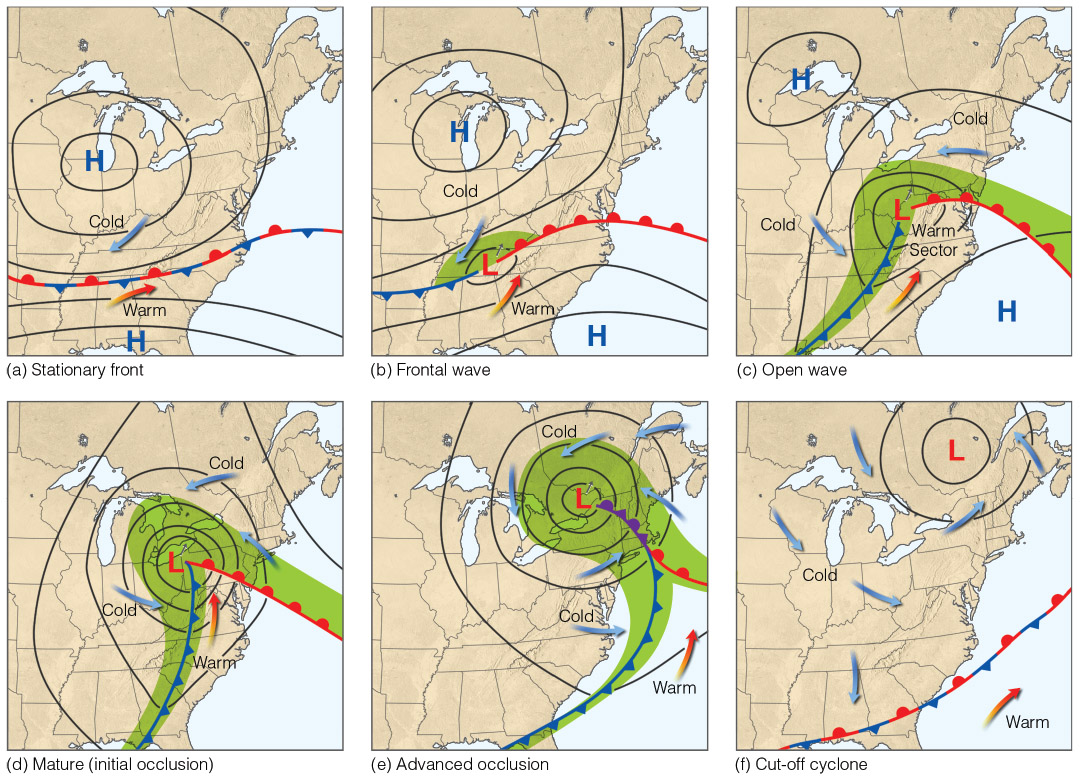 H
Cold
Warm
H
(a) Stationary front
H
Cold
L
Warm
H
(b) Frontal wave
H
Cold
Cold
L
Warm
Sector
H
(c) Open wave
Cold
L
Cold
Warm
(d) Mature (initial occlusion)
Cold
L
Cold
Warm
(e) Advanced occlusion
L
Cold
Warm
(f) Cut-off cyclone